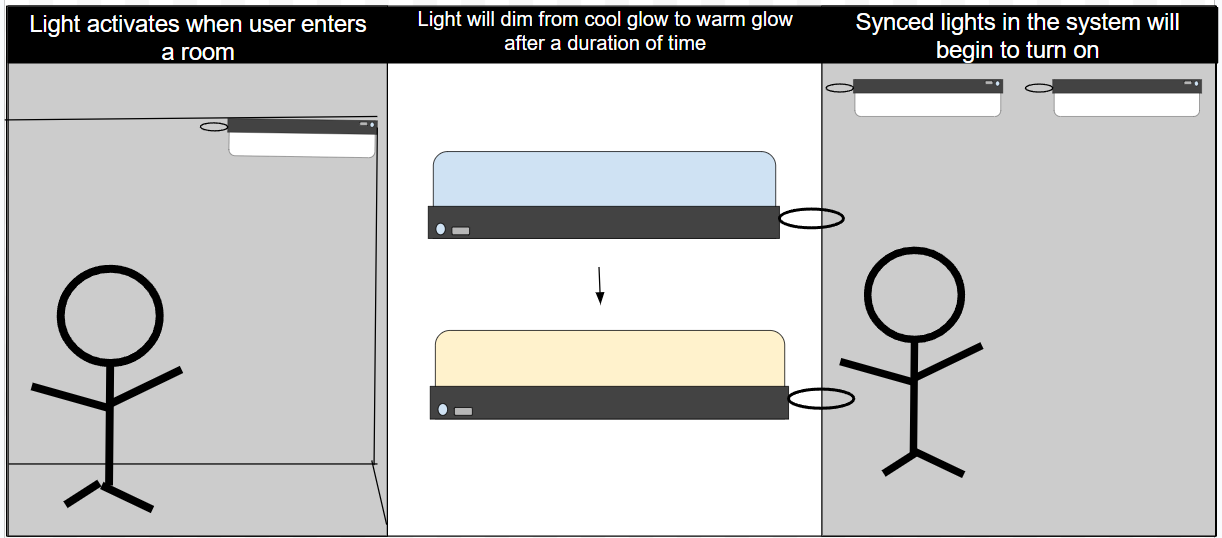 Light activates when user enters
a room
Light will dim from cool glow to warm glow
after a duration of time
Synced lights in the system will
begin to turn on